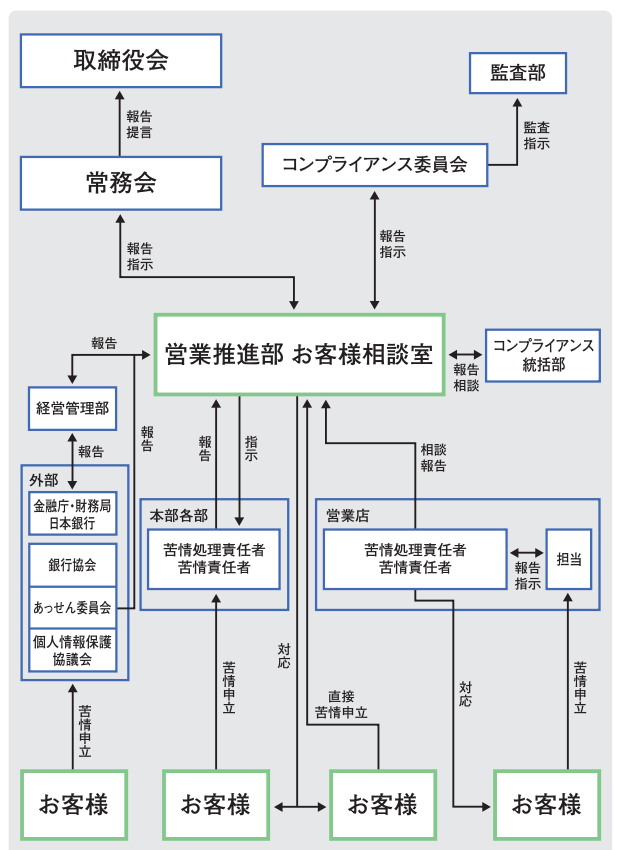 取締役会
監査部
報告
提言
監査
指示
コンプライアンス委員会
常務会
報告
指示
報告
指示
営業推進部 お客様相談室
報告
コンプライアンス
統括部
報告
相談
経営管理部
報告
報告
報告
指示
相談
報告
外部
金融庁・財務局
日本銀行
銀行協会
あっせん委員会
個人情報保護
協議会
本部各部
苦情処理責任者
苦情責任者
営業店
苦情処理責任者
苦情責任者
報告
指示
担当
苦情申立
苦情申立
対応
直接
苦情申立
対応
苦情申立
お客様
お客様
お客様
お客様